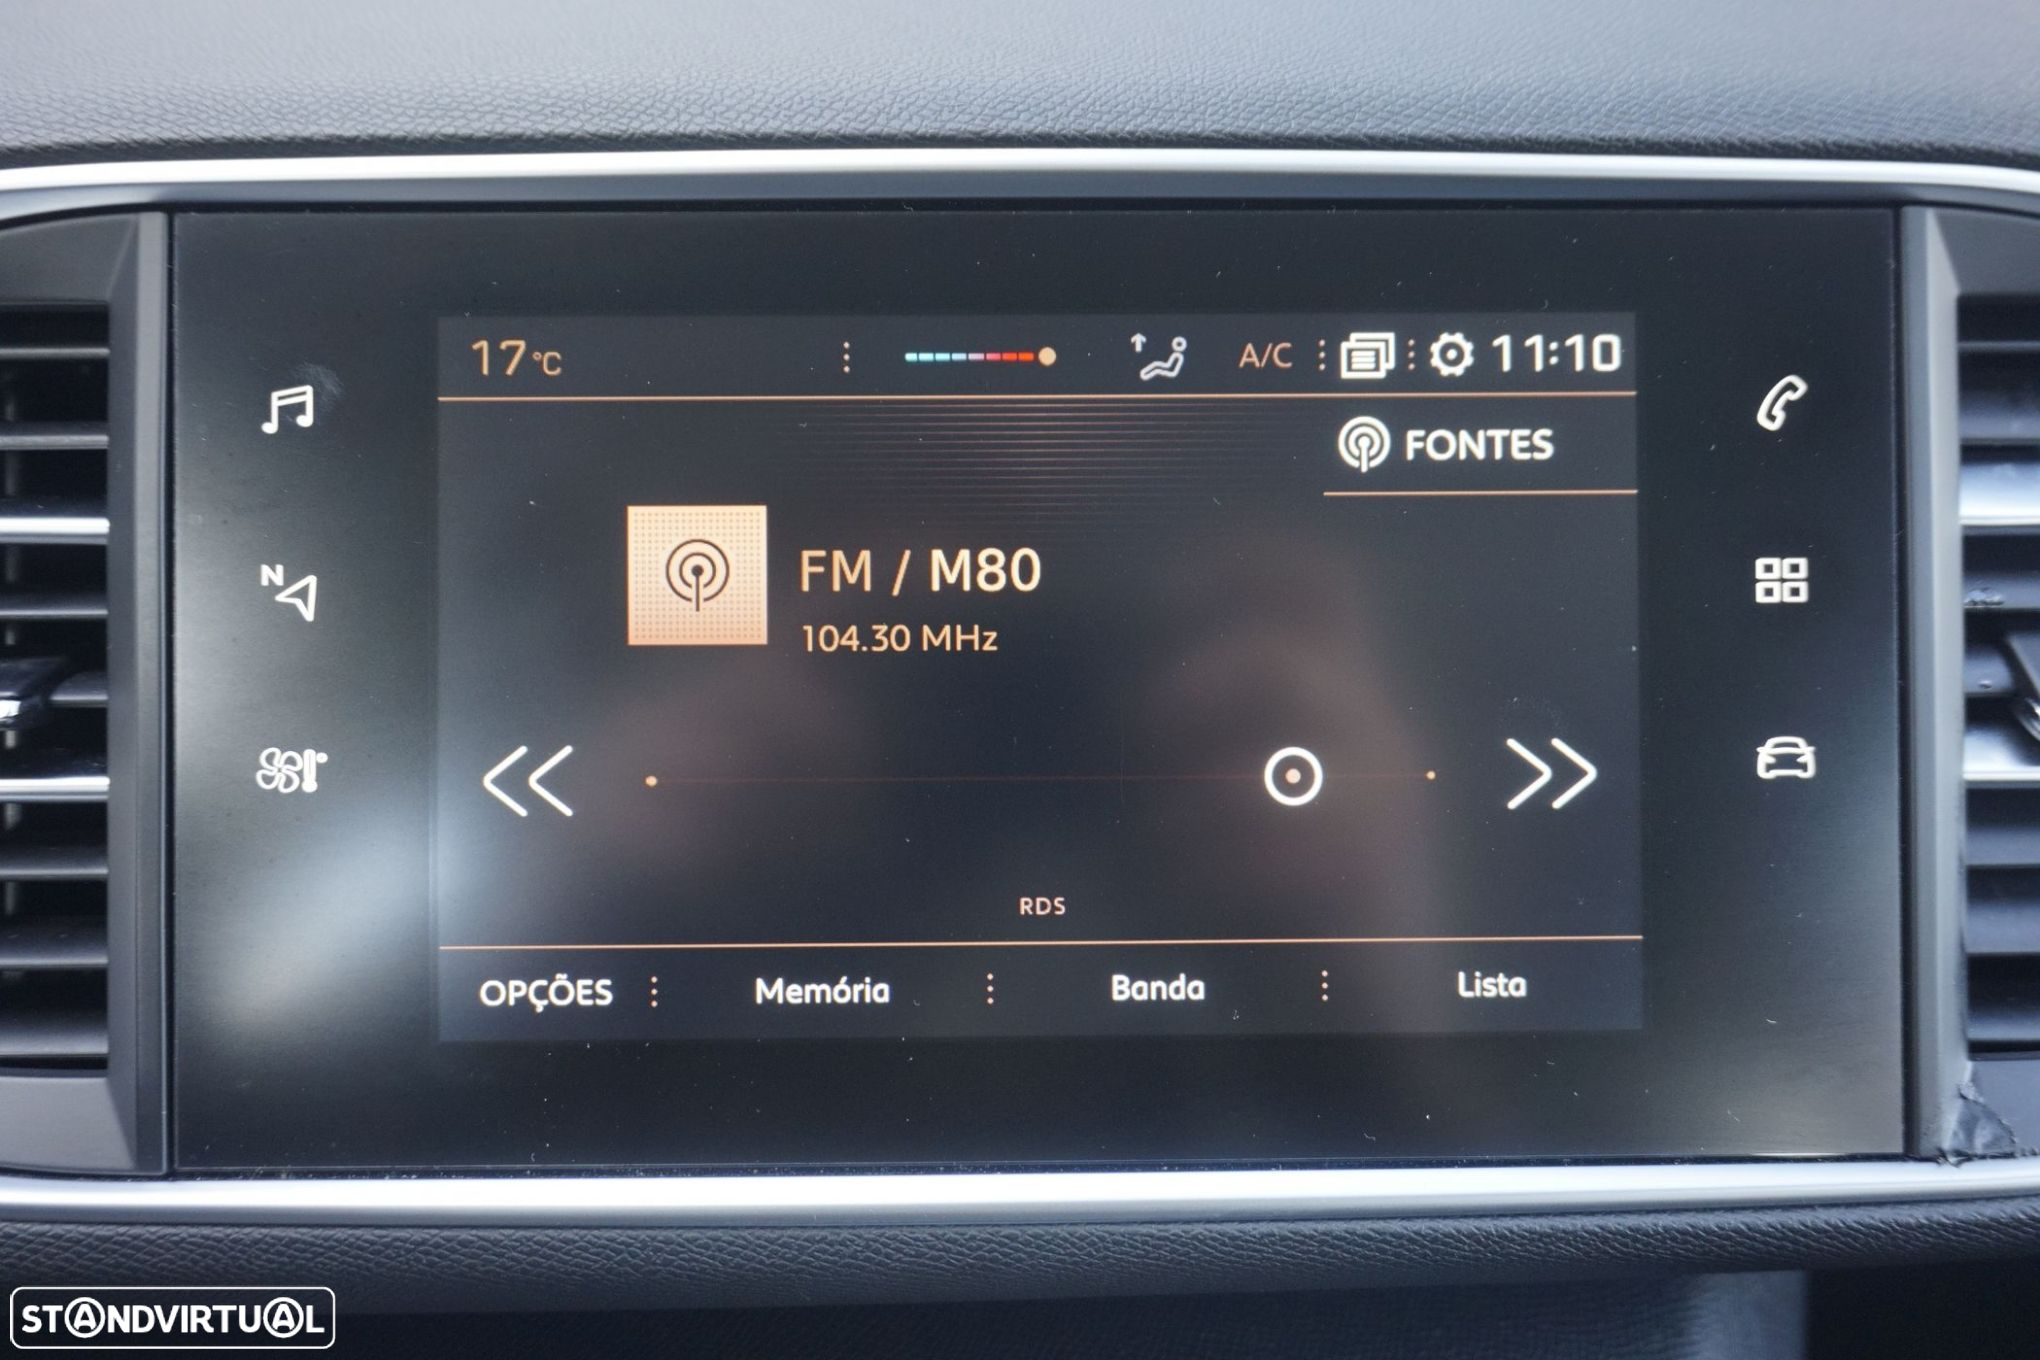 17°C
A/C
11:10
FONTES
FM / M80
104.30 MHz
N
RDS
OPÇÕES
Memória
Banda
Lista
STANDVIRTUAL